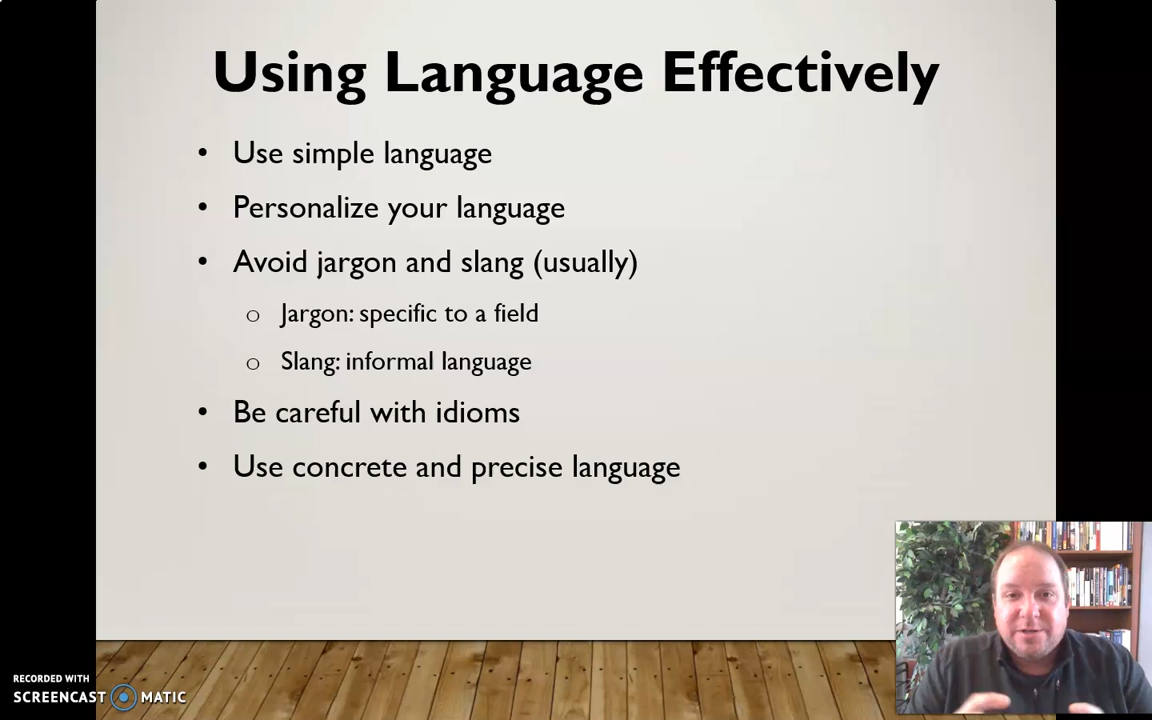 Using Language Effectively
• Use simple language
• Personalize your language
• Avoid jargon and slang (usually)
o Jargon: specific to a field
o Slang: informal language
• Be careful with idioms
• Use concrete and precise language
RECORDED WITH
SCREENCAST MATIC